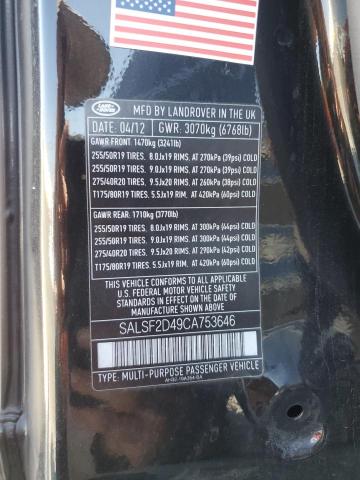 LAND ROVER
MFD BY LANDROVER IN THE UK
DATE: 04/12 GWR: 3070kg (6768lb)
GAWR FRONT: 1470kg (3241lb)
255/50R19 TIRES. 8.0Jx19 RIMS. AT 270kPa (39psi) COLD
255/50R19 TIRES. 9.0Jx19 RIMS. AT 270kPa (39psi) COLD
275/40R20 TIRES. 9.5Jx20 RIMS. AT 260kPa (38psi) COLD
T175/80R19 TIRES. 5.5Jx19 RIMS. AT 420kPa (60psi) COLD
GAWR REAR: 1710kg (3770lb)
255/50R19 TIRES. 8.0Jx19 RIMS. AT 300kPa (44psi) COLD
255/50R19 TIRES. 9.0Jx19 RIMS. AT 300kPa (44psi) COLD
275/40R20 TIRES. 9.5Jx20 RIMS. AT 290kPa (42psi) COLD
T175/80R19 TIRES. 5.5Jx19 RIMS. AT 420kPa (60psi) COLD
THIS VEHICLE CONFORMS TO ALL APPLICABLE
U.S. FEDERAL MOTOR VEHICLE SAFETY
STANDARDS IN EFFECT ON THE DATE OF
MANUFACTURE SHOWN ABOVE
SALSF2D49CA753646
TYPE: MULTI-PURPOSE PASSENGER VEHICLE